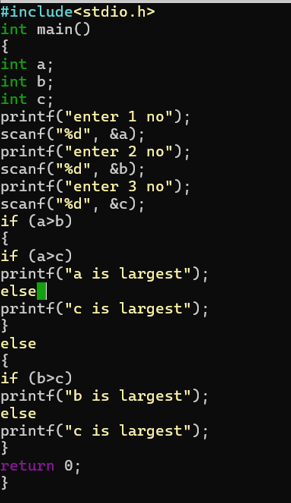 #include<stdio.h>
int main()
{
int a;
int b;
int c;
printf("enter 1 no");
scanf("%d", &a);
printf("enter 2 no");
scanf("%d", &b);
printf("enter 3 no");
scanf("%d", &c);
if (a>b)
{
if (a>c)
printf("a is largest");
else
printf("c is largest");
}
else
{
if (b>c)
printf("b is largest");
else
printf("c is largest");
}
return 0;
}